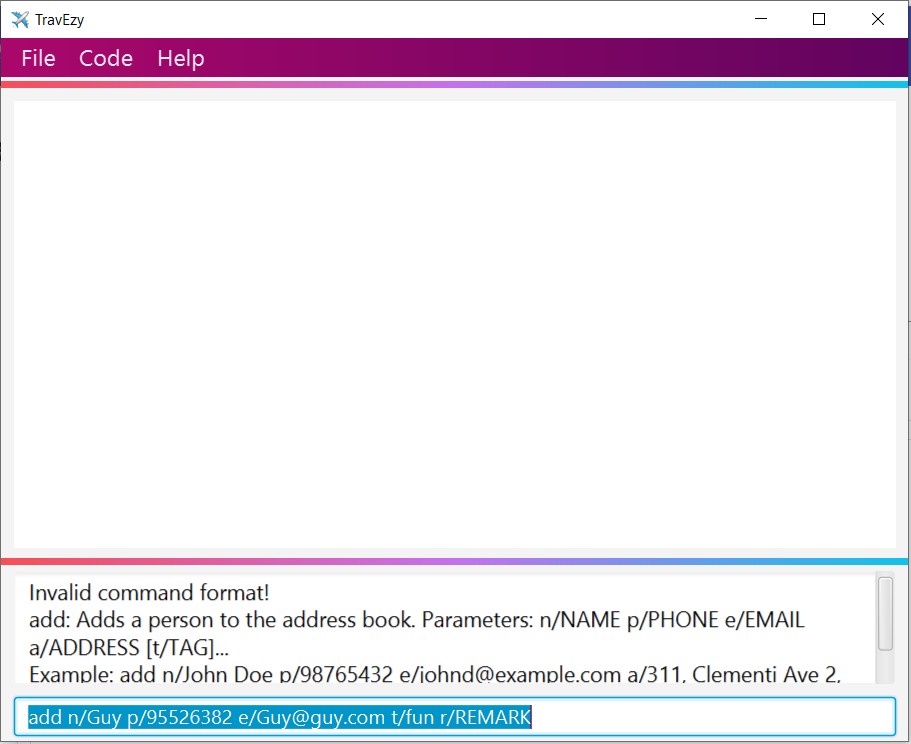 TravEzy
File Code Help
Invalid command format!
add: Adds a person to the address book. Parameters: n/NAME p/PHONE e/EMAIL
a/ADDRESS [t/TAG]...
Example: add n/John Doe p/98765432 e/johnd@example.com a/311, Clementi Ave 2,
add n/Guy p/95526382 e/Guy@guy.com t/fun r/REMARK